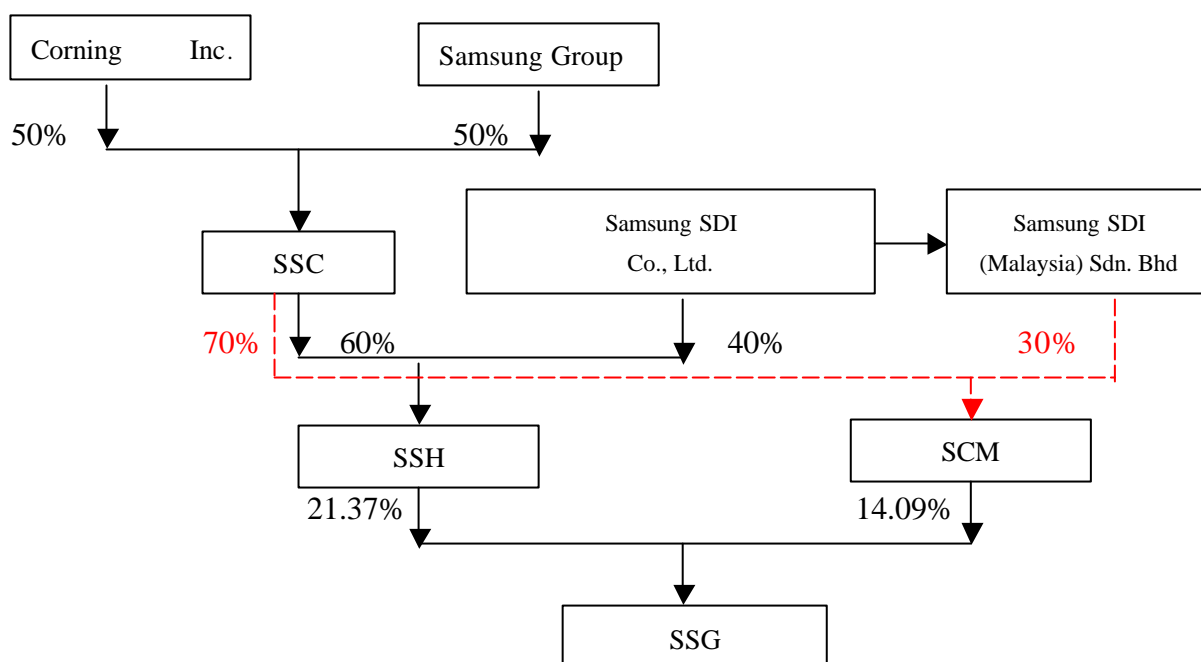 Corning Inc.
Samsung Group
50%
50%
Samsung SDI
Co., Ltd.
Samsung SDI
(Malaysia) Sdn. Bhd
SSC
70%
60%
40%
30%
SSH
SCM
21.37%
14.09%
SSG